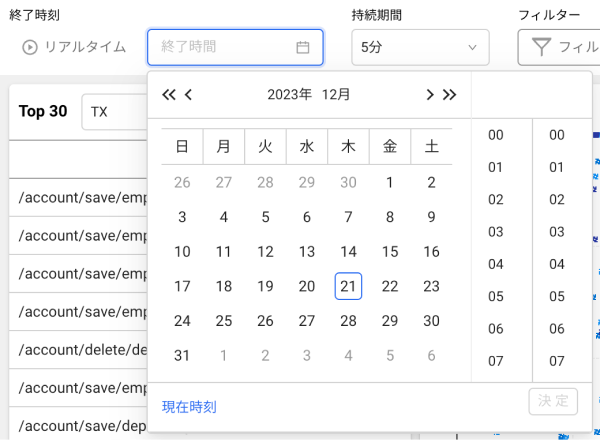 終了時刻 持続期間 フィルター
リアルタイム 終了時間 5分 フィル
Top 30 TX
2023年 12月
日 月 火 水 木 金 土
26 27 28 29 30 1 2
3 4 5 6 7 8 9
10 11 12 13 14 15 16
17 18 19 20 21 22 23
24 25 26 27 28 29 30
31 1 2 3 4 5 6
00 00
01 01
02 02
03 03
04 04
05 05
06 06
07 07
現在時刻 決定
/account/save/emp
/account/save/emp
/account/save/emp
/account/save/emp
/account/delete/de
/account/save/emp
/account/save/dep